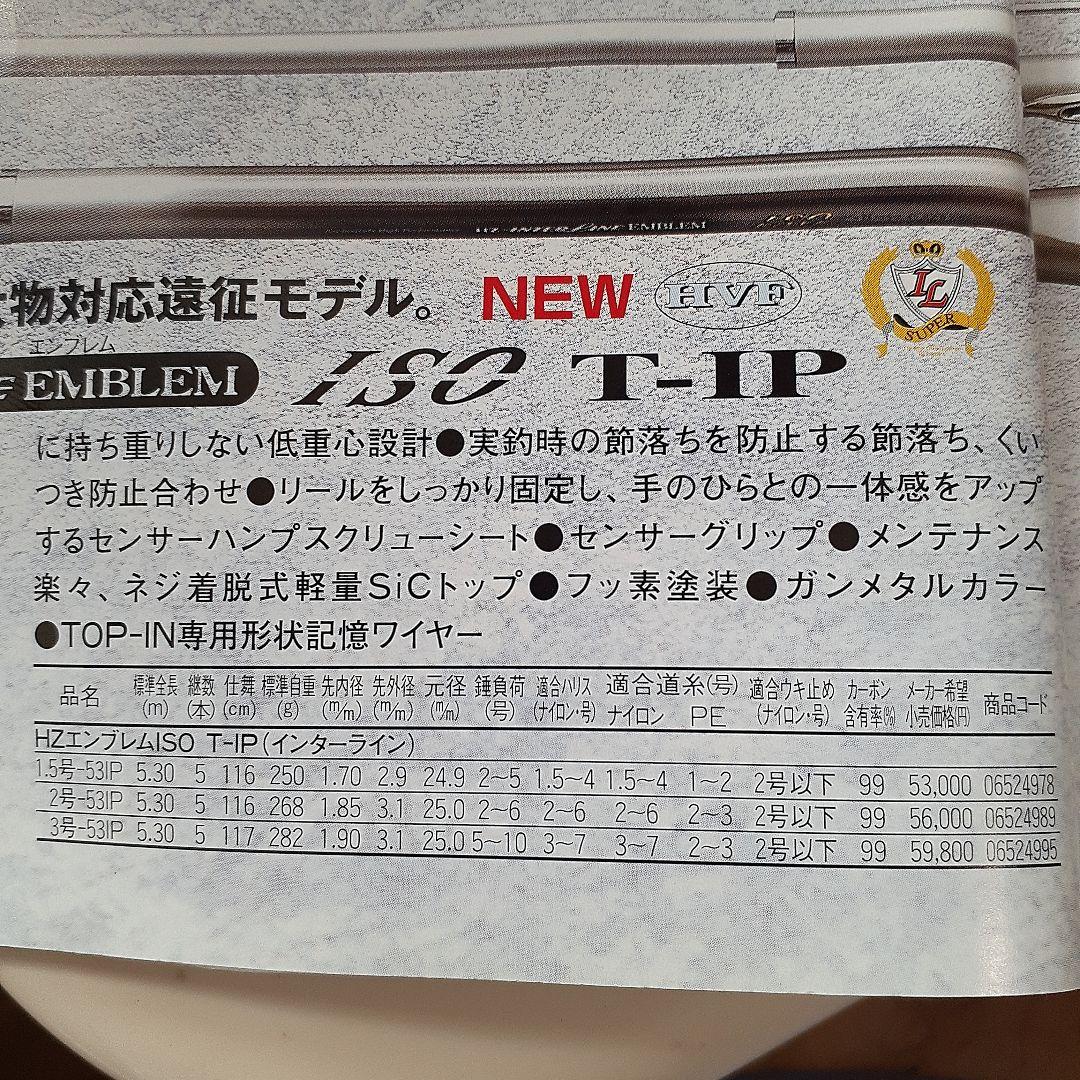 EMBLEM ISO
物対応遠征モデル。 NEW HVF IL SUPER
エンブレム
EMBLEM ISO T-IP
に持ち重りしない低重心設計●実釣時の節落ちを防止する節落ち、くい
つき防止合わせ●リールをしっかり固定し、手のひらとの一体感をアップ
するセンサーハンプスクリューシート●センサーグリップ●メンテナンス
楽々、ネジ着脱式軽量SiCトップ●フッ素塗装●ガンメタルカラー
●TOP-IN専用形状記憶ワイヤー
品名 標準全長(m) 継数(本) 仕舞(cm) 標準自重(g) 先内径(m/m) 先外径(m/m) 元径(m/m) 錘負荷(号) 適合ハリス(ナイロン・号) 適合道糸(号) ナイロン PE 適合ウキ止め(ナイロン・号) カーボン含有率(%) メーカー希望小売価格(円) 商品コード
HZエンブレムISO T-IP(インターライン)
1.5号-53IP 5.30 5 116 250 1.70 2.9 24.9 2〜5 1.5〜4 1.5〜4 1〜2 2号以下 99 53,000 06524978
2号-53IP 5.30 5 116 268 1.85 3.1 25.0 2〜6 2〜6 2〜6 2〜3 2号以下 99 56,000 06524989
3号-53IP 5.30 5 117 282 1.90 3.1 25.0 5〜10 3〜7 3〜7 2〜3 2号以下 99 59,800 06524995